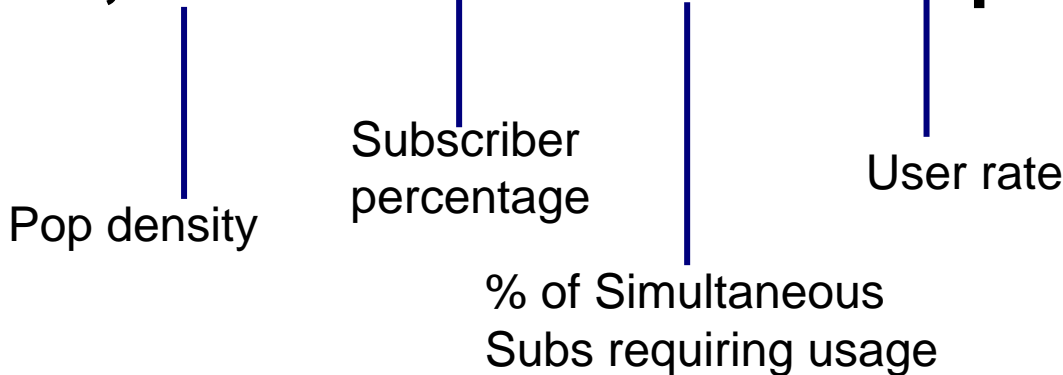 Subscriber
percentage
User rate
Pop density
% of Simultaneous
Subs requiring usage